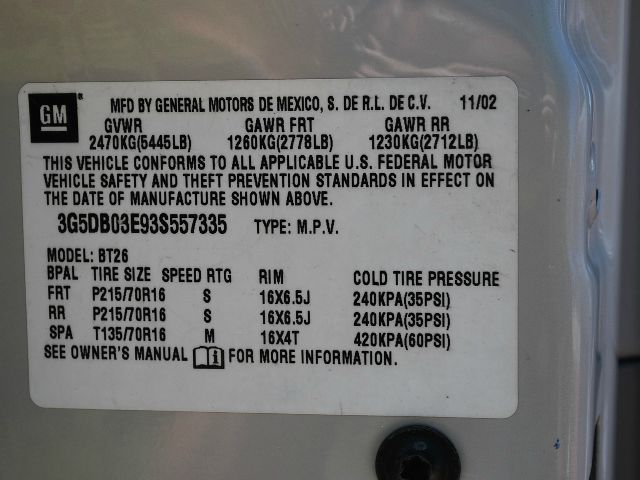 GM ® MFD BY GENERAL MOTORS DE MEXICO, S. DE R.L. DE C.V. 11/02
GVWR GAWR FRT GAWR RR
2470KG(5445LB) 1260KG(2778LB) 1230KG(2712LB)
THIS VEHICLE CONFORMS TO ALL APPLICABLE U.S. FEDERAL MOTOR
VEHICLE SAFETY AND THEFT PREVENTION STANDARDS IN EFFECT ON
THE DATE OF MANUFACTURE SHOWN ABOVE.
3G5DB03E93S557335 TYPE: M.P.V.
MODEL: BT26
BPAL TIRE SIZE SPEED RTG RIM COLD TIRE PRESSURE
FRT P215/70R16 S 16X6.5J 240KPA(35PSI)
RR P215/70R16 S 16X6.5J 240KPA(35PSI)
SPA T135/70R16 M 16X4T 420KPA(60PSI)
SEE OWNER'S MANUAL i FOR MORE INFORMATION.